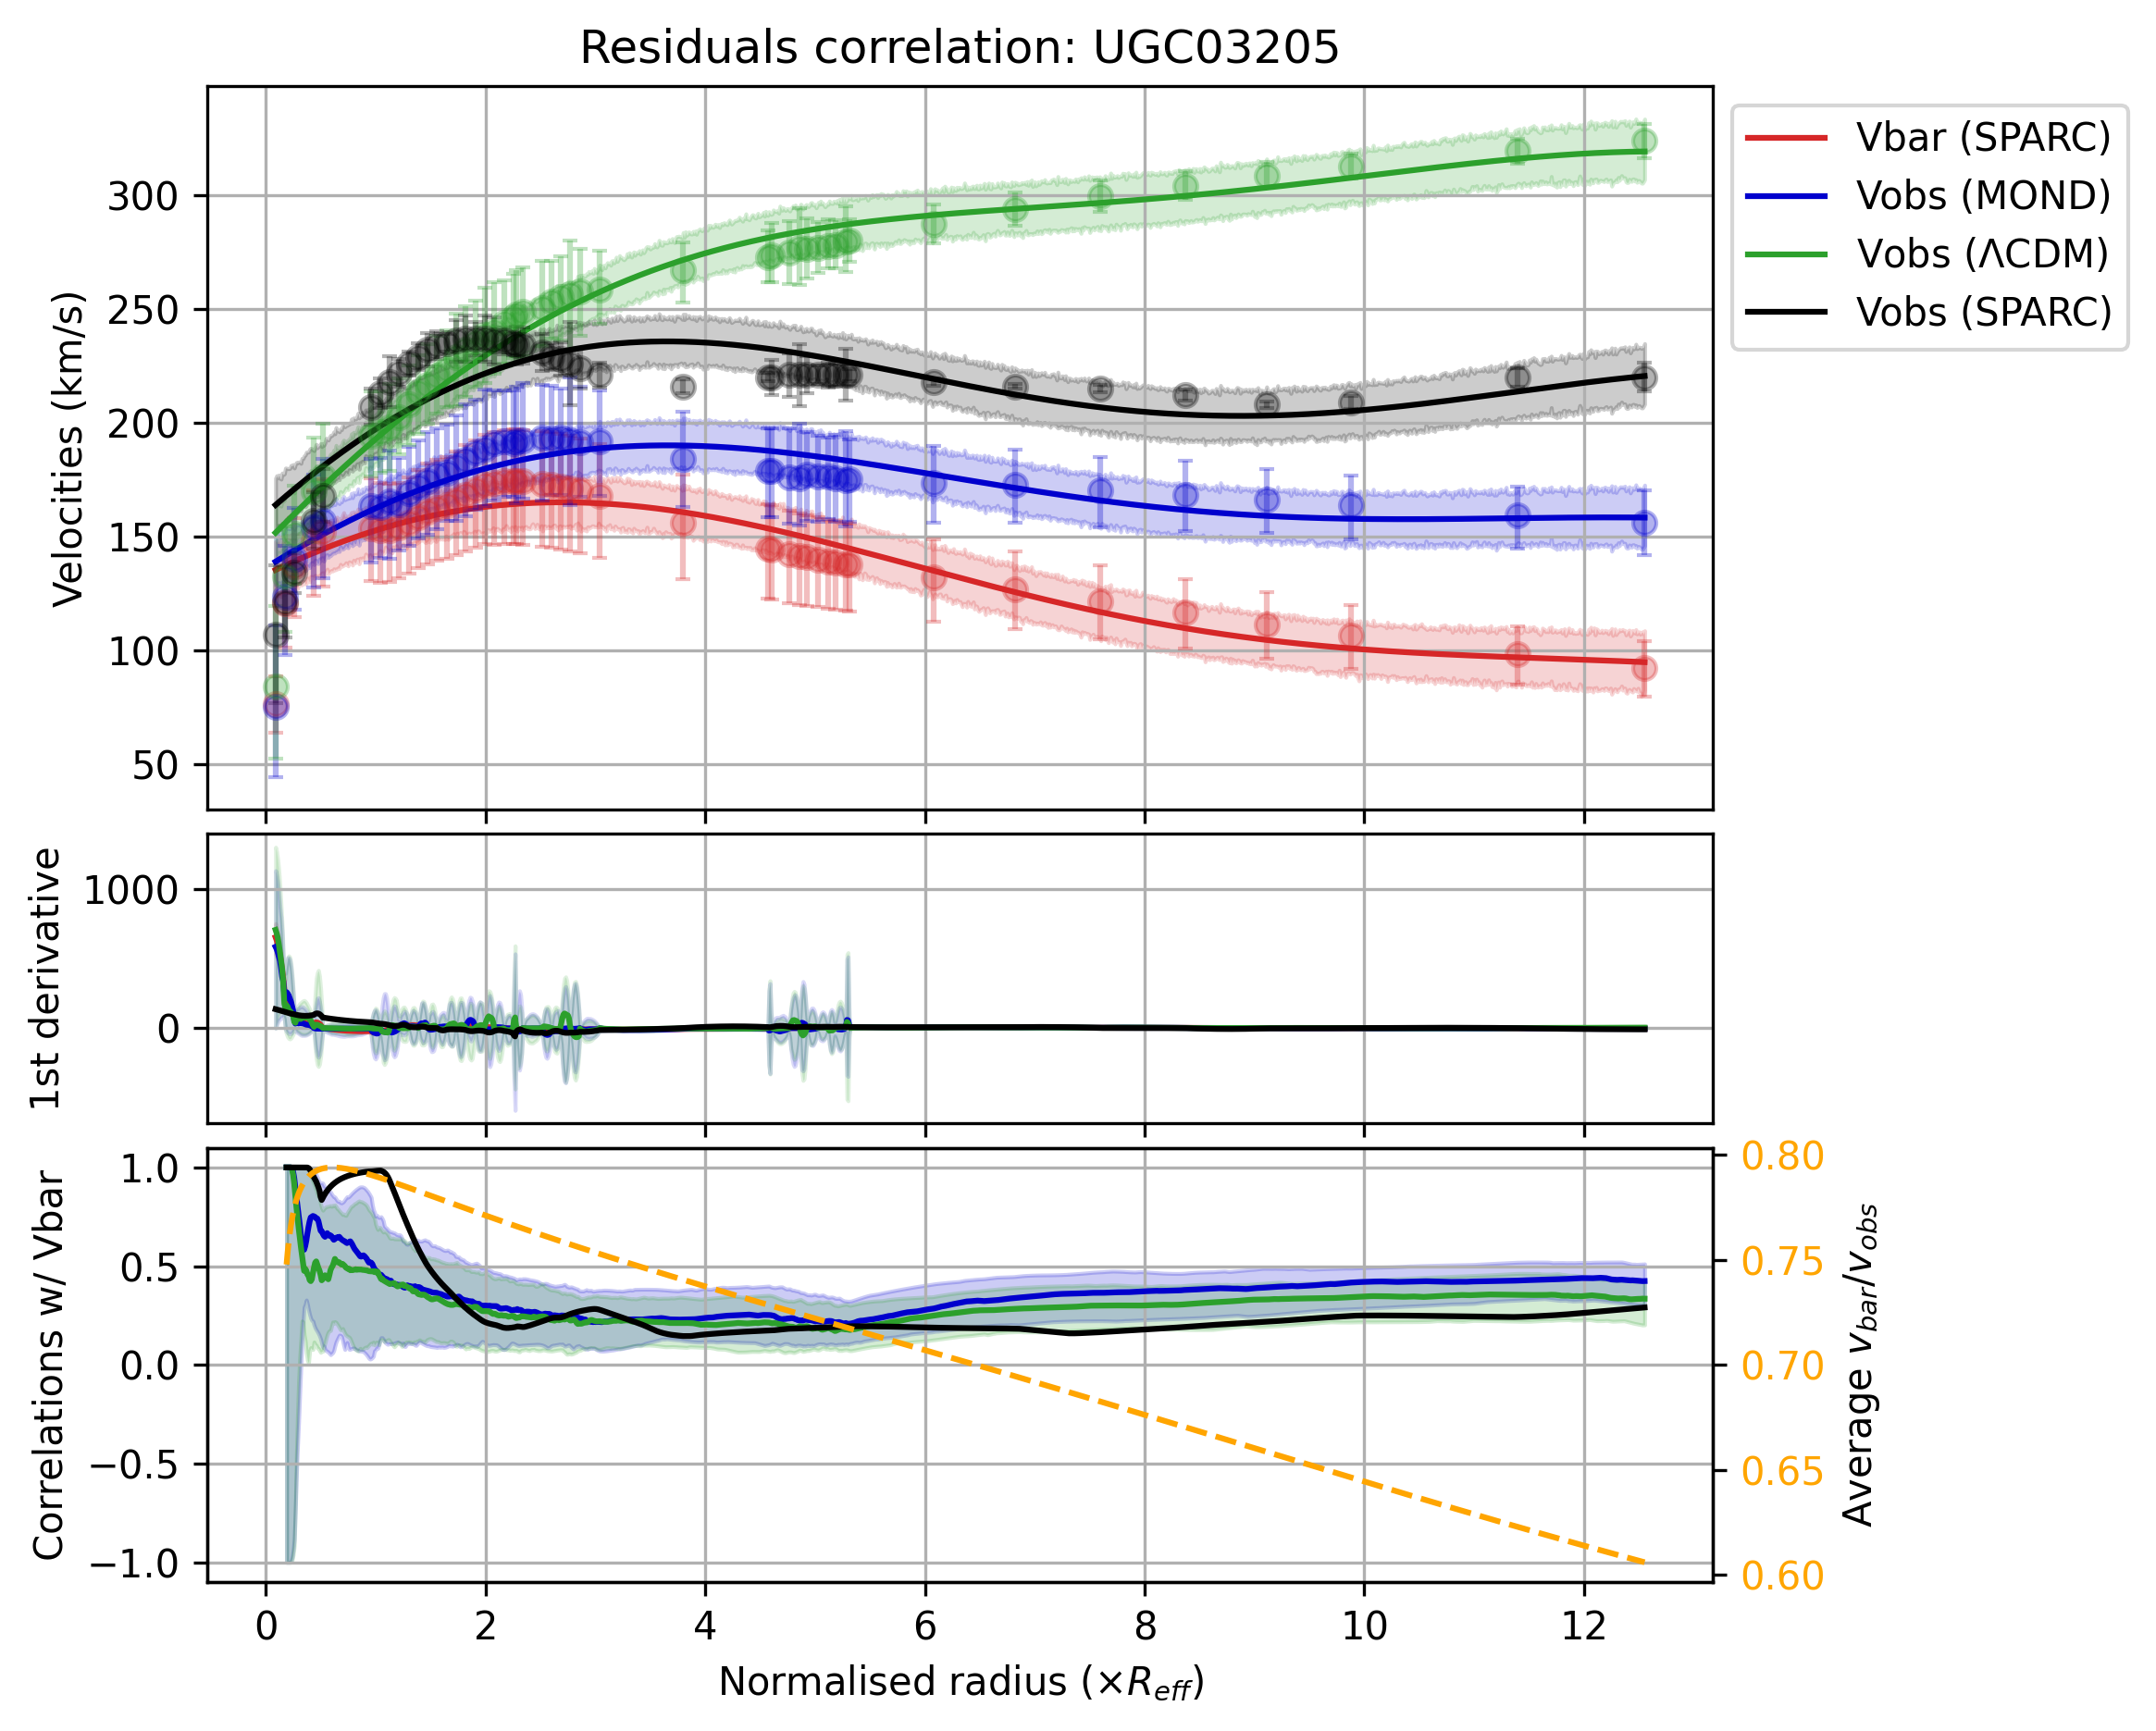 Residuals correlation: UGC03205
Velocities (km/s)
300
250
200
150
100
50
Vbar (SPARC)
Vobs (MOND)
Vobs (ΛCDM)
Vobs (SPARC)
1st derivative
1000
0
Correlations w/ Vbar
1.0
0.5
0.0
−0.5
−1.0
0.80
0.75
0.70
0.65
0.60
Average v_bar/v_obs
0 2 4 6 8 10 12
Normalised radius (×R_eff)